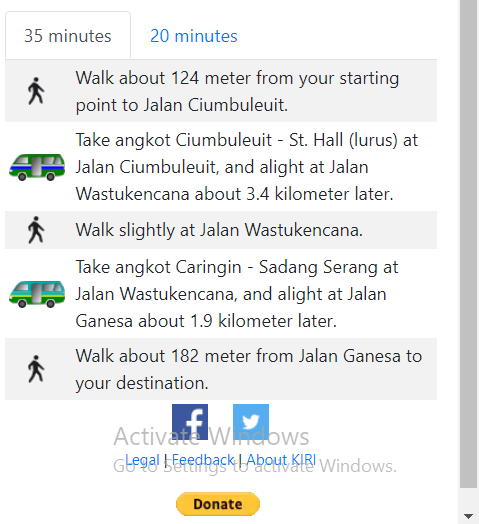 35 minutes
20 minutes
Walk about 124 meter from your starting
point to Jalan Ciumbuleuit.
Take angkot Ciumbuleuit - St. Hall (lurus) at
Jalan Ciumbuleuit, and alight at Jalan
Wastukencana about 3.4 kilometer later.
Walk slightly at Jalan Wastukencana.
Take angkot Caringin - Sadang Serang at
Jalan Wastukencana, and alight at Jalan
Ganesa about 1.9 kilometer later.
Walk about 182 meter from Jalan Ganesa to
your destination.
Activate Windows
Legal | Feedback | About KIRI
Go to Settings to activate Windows.
Donate